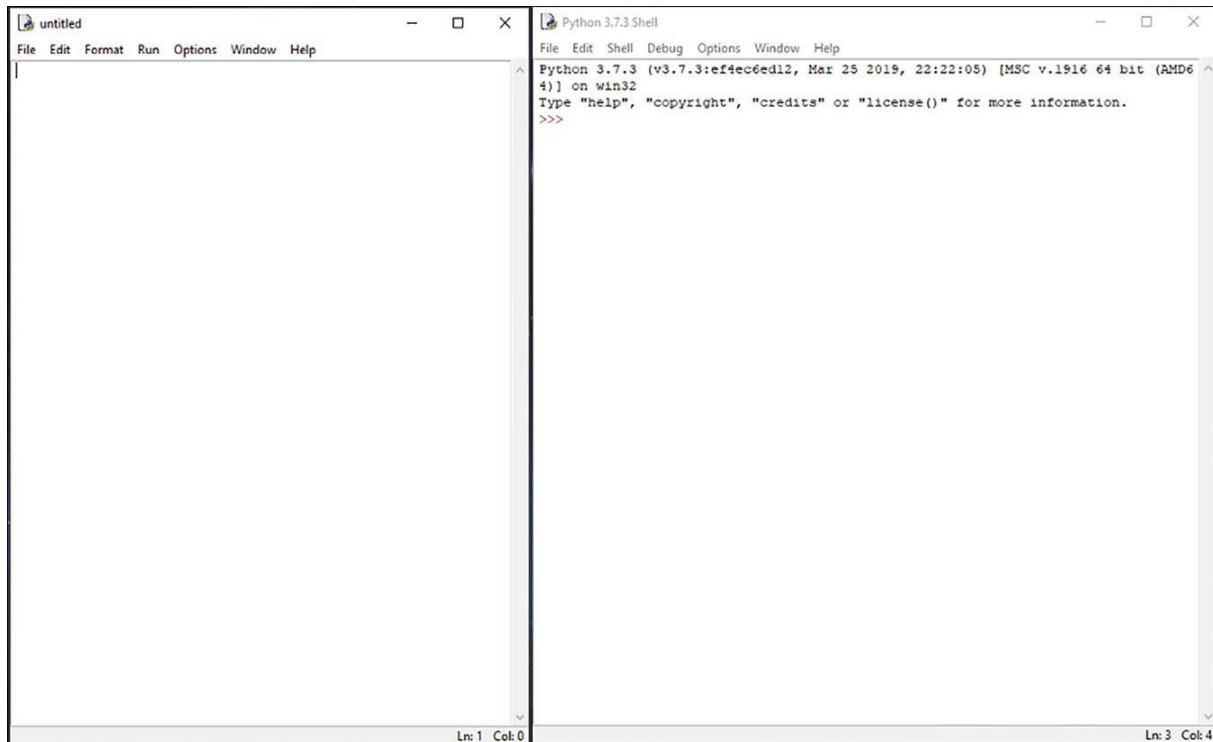 untitled
File Edit Format Run Options Window Help
Ln: 1 Col: 0
Python 3.7.3 Shell
File Edit Shell Debug Options Window Help
Python 3.7.3 (v3.7.3:ef4ec6ed12, Mar 25 2019, 22:22:05) [MSC v.1916 64 bit (AMD6
4)] on win32
Type "help", "copyright", "credits" or "license()" for more information.
>>>
Ln: 3 Col: 4